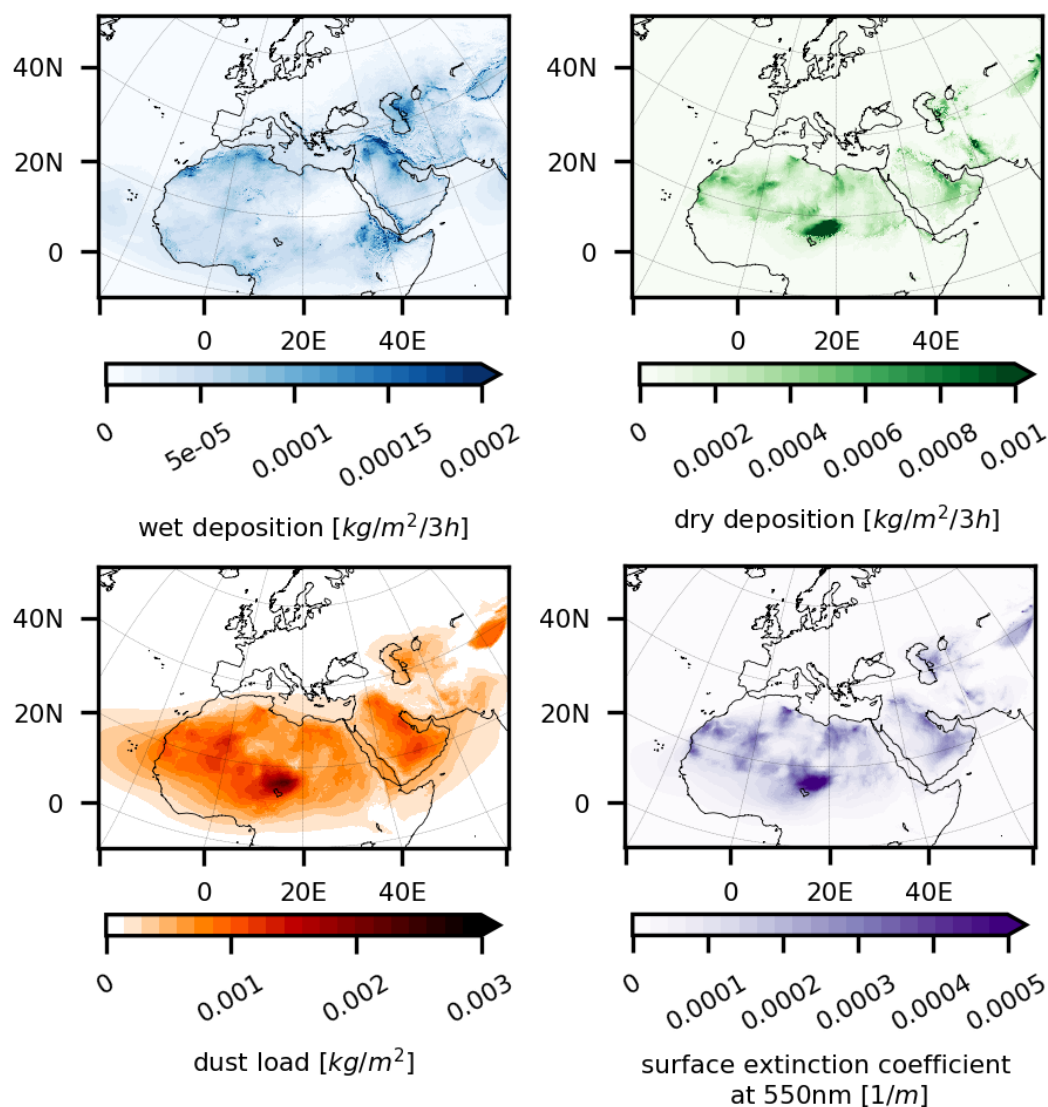 40N
20N
0
0
20E
40E
0
5e-05
0.0001
0.00015
0.0002
wet deposition [kg/m²/3h]
40N
20N
0
0
20E
40E
0
0.0002
0.0004
0.0006
0.0008
0.001
dry deposition [kg/m²/3h]
40N
20N
0
0
20E
40E
0
0.001
0.002
0.003
dust load [kg/m²]
40N
20N
0
0
20E
40E
0
0.0001
0.0002
0.0003
0.0004
0.0005
surface extinction coefficient
at 550nm [1/m]